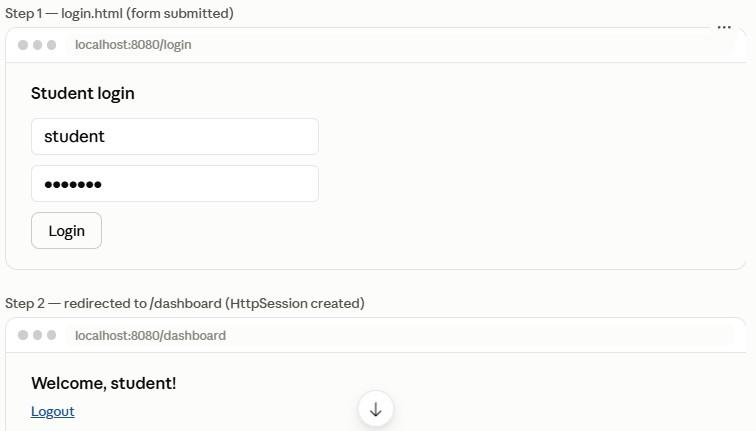 Step 1 — login.html (form submitted)
localhost:8080/login
Student login
student
Login
Step 2 — redirected to /dashboard (HttpSession created)
localhost:8080/dashboard
Welcome, student!
Logout